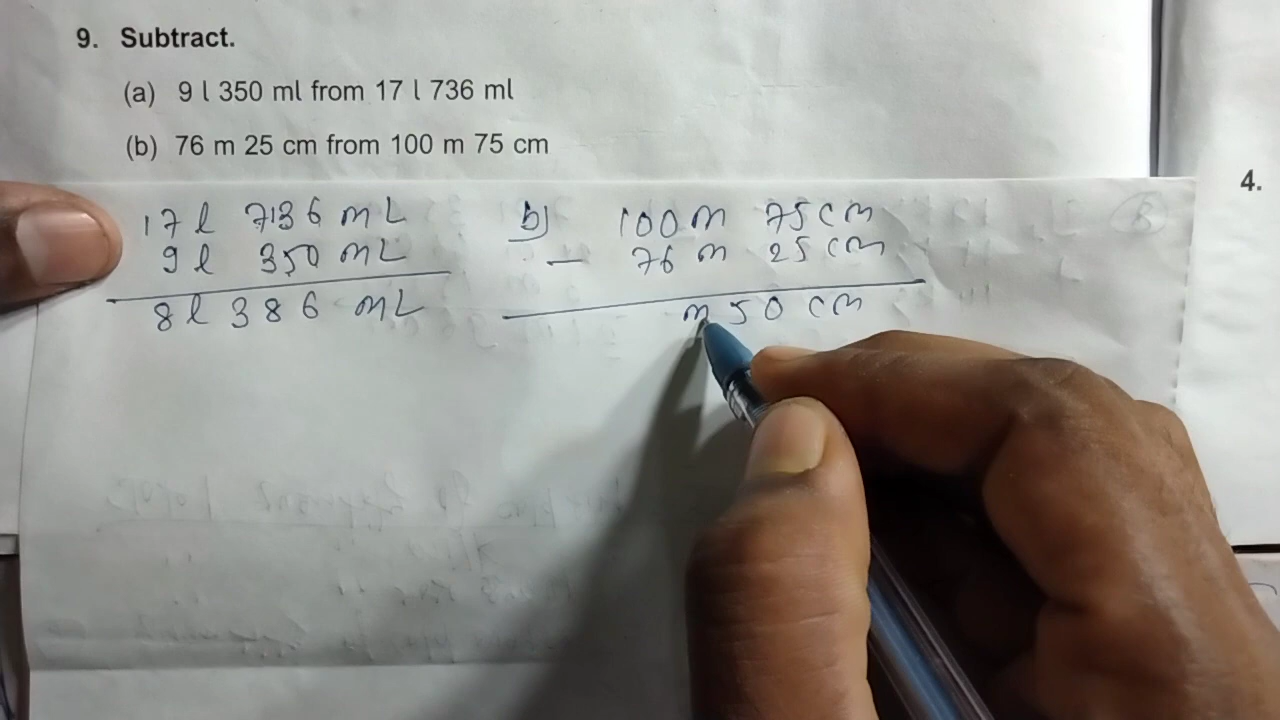 9. Subtract.
(a) 9 l 350 ml from 17 l 736 ml
(b) 76 m 25 cm from 100 m 75 cm
4.
17 l 736 mL
9 l 350 mL
8 l 386 mL
b) 100 m 75 cm
- 76 m 25 cm
m 50 cm